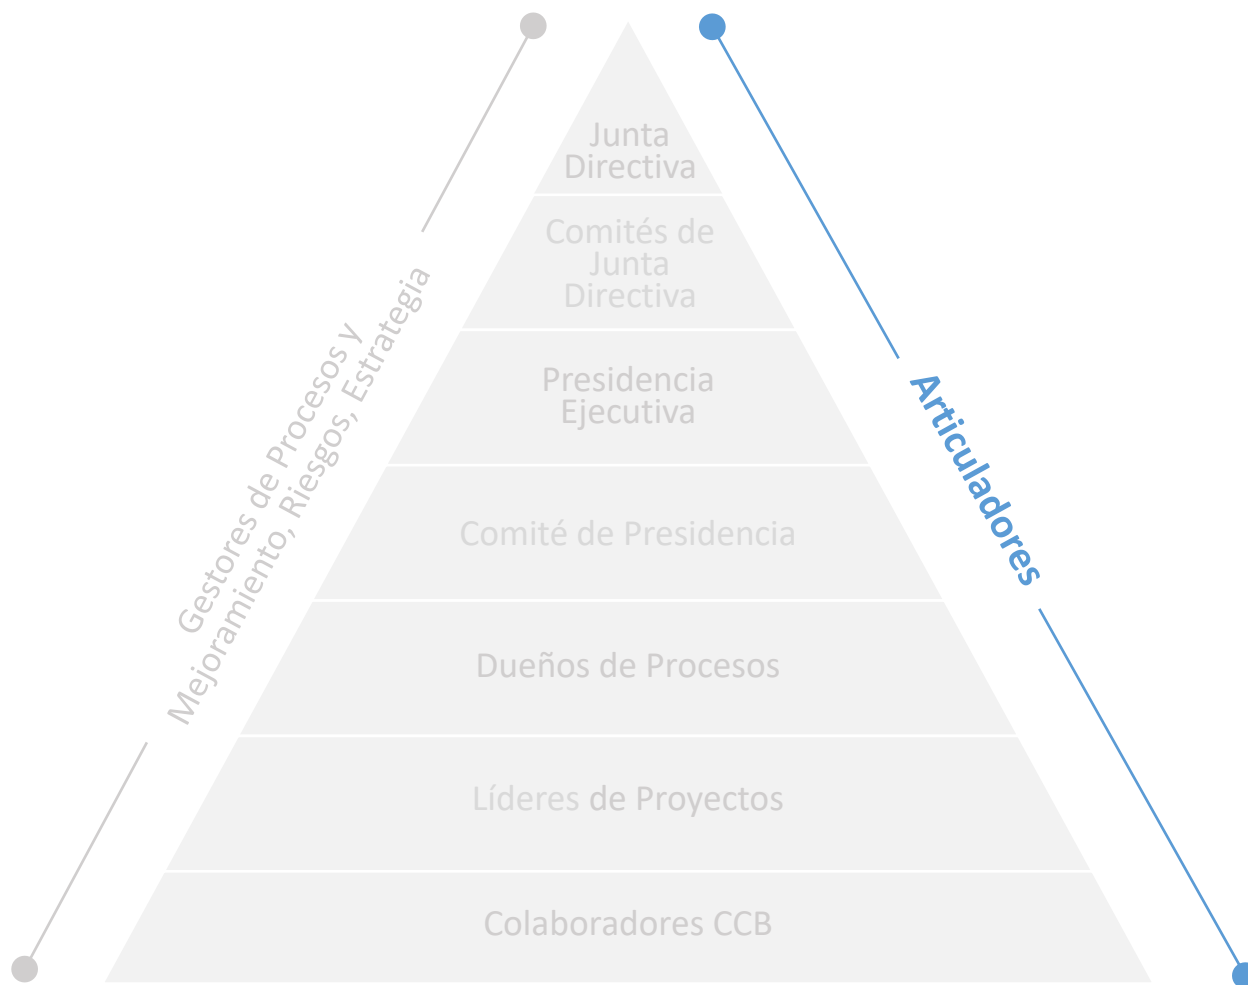 Junta
Directiva
Comités de
Junta
Directiva
Presidencia
Ejecutiva
Comité de Presidencia
Dueños de Procesos
Líderes de Proyectos
Colaboradores CCB
Gestores de Procesos y
Mejoramiento, Riesgos, Estrategia
Articuladores